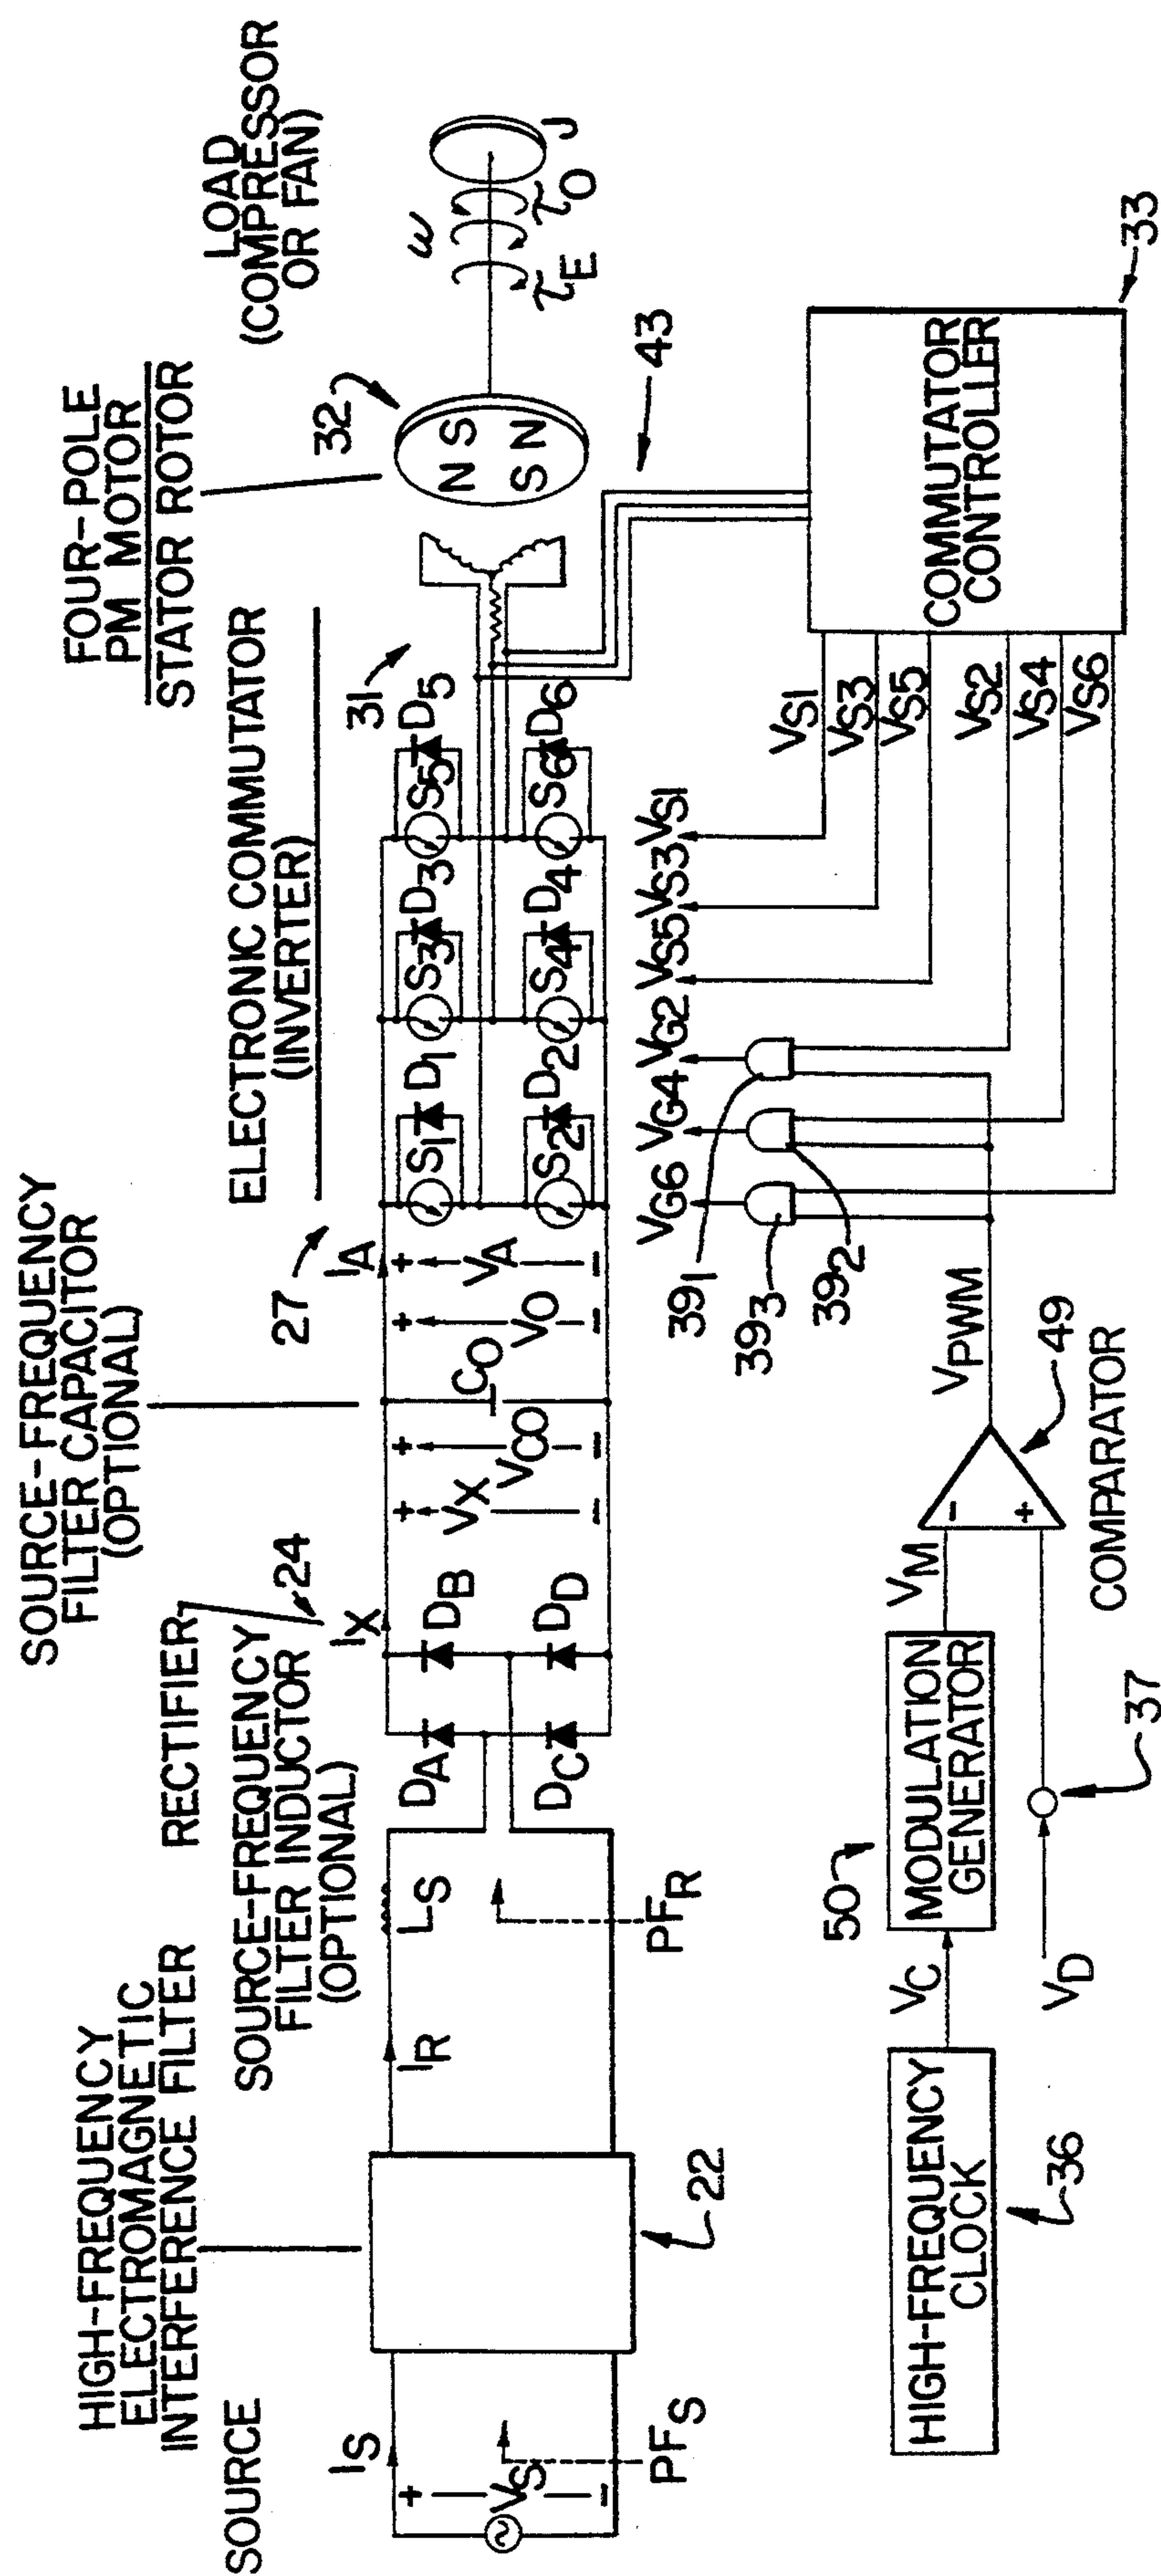 SOURCE
HIGH-FREQUENCY
ELECTROMAGNETIC
INTERFERENCE FILTER
SOURCE-FREQUENCY
FILTER INDUCTOR
(OPTIONAL)
RECTIFIER
24
SOURCE-FREQUENCY
FILTER CAPACITOR
(OPTIONAL)
27
ELECTRONIC COMMUTATOR
(INVERTER)
31
FOUR-POLE
PM MOTOR
STATOR ROTOR
32
LOAD
(COMPRESSOR
OR FAN)
IS
+
VS
−
PFS
22
IR
LS
PFR
DA
DB
DC
DD
IX
+
VX
−
+
VCO
−
CO
+
VO
−
IA
+
VA
−
S1
D1
S3
D3
S5
D5
S2
D2
S4
D4
S6
D6
N S
S N
ω
τE
τO
J
43
VG6
VG4
VG2
VS5
VS3
VS1
393
392
391
VS1
VS3
VS5
VS2
VS4
VS6
COMMUTATOR
CONTROLLER
33
HIGH-FREQUENCY
CLOCK
36
VC
50
MODULATION
GENERATOR
VM
VD
37
−
+
COMPARATOR
49
VPWM